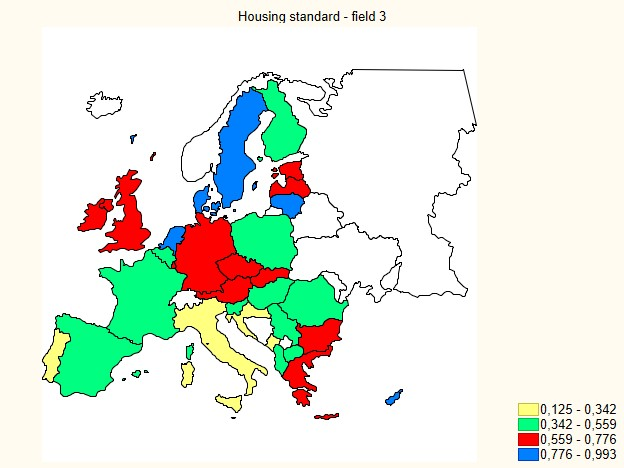 Housing standard - field 3
0,125 - 0,342
0,342 - 0,559
0,559 - 0,776
0,776 - 0,993